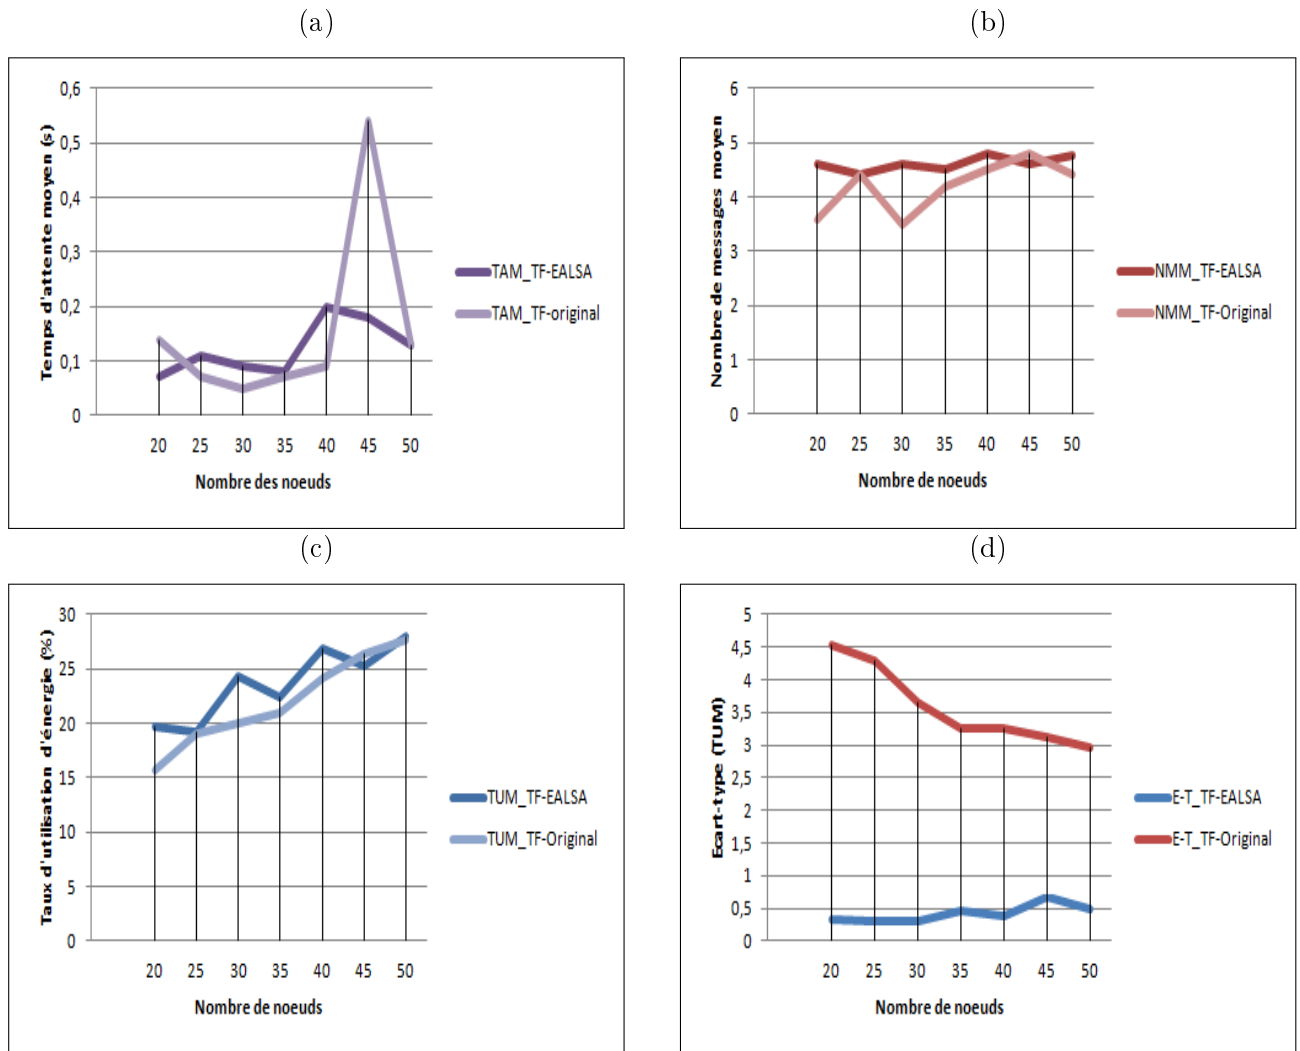 (a)
0,6
0,5
0,4
0,3
0,2
0,1
0
Temps d'attente moyen (s)
20 25 30 35 40 45 50
Nombre des noeuds
TAM_TF-EALSA
TAM_TF-original
(b)
6
5
4
3
2
1
0
Nombre de messages moyen
20 25 30 35 40 45 50
Nombre de noeuds
NMM_TF-EALSA
NMM_TF-Original
(c)
30
25
20
15
10
5
0
Taux d'utilisation d'énergie (%)
20 25 30 35 40 45 50
Nombre de noeuds
TUM_TF-EALSA
TUM_TF-Original
(d)
5
4,5
4
3,5
3
2,5
2
1,5
1
0,5
0
Ecart-type (TUM)
20 25 30 35 40 45 50
Nombre de noeuds
E-T_TF-EALSA
E-T_TF-Original